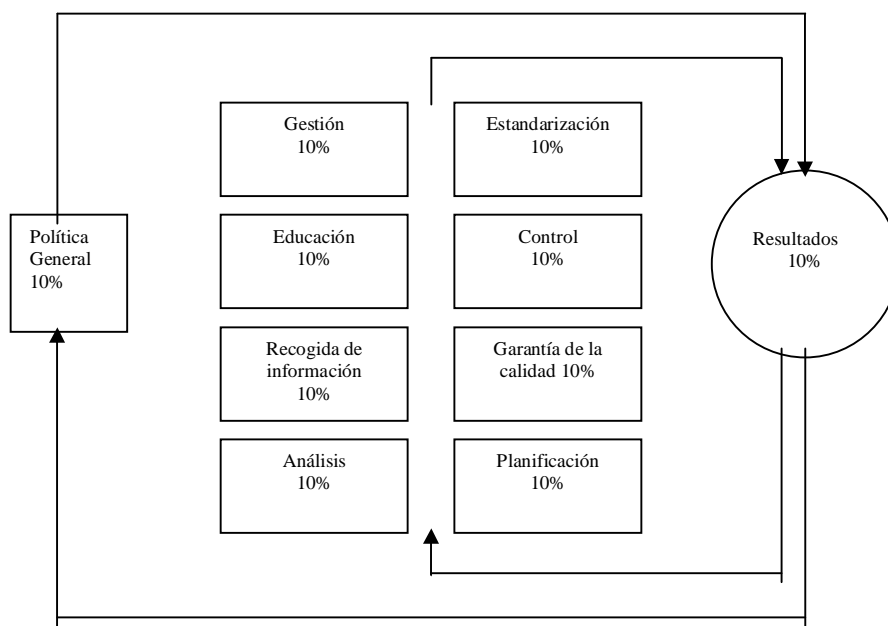 Gestión
10%
Estandarización
10%
Política
General
10%
Educación
10%
Control
10%
Resultados
10%
Recogida de
información
10%
Garantía de la
calidad 10%
Análisis
10%
Planificación
10%